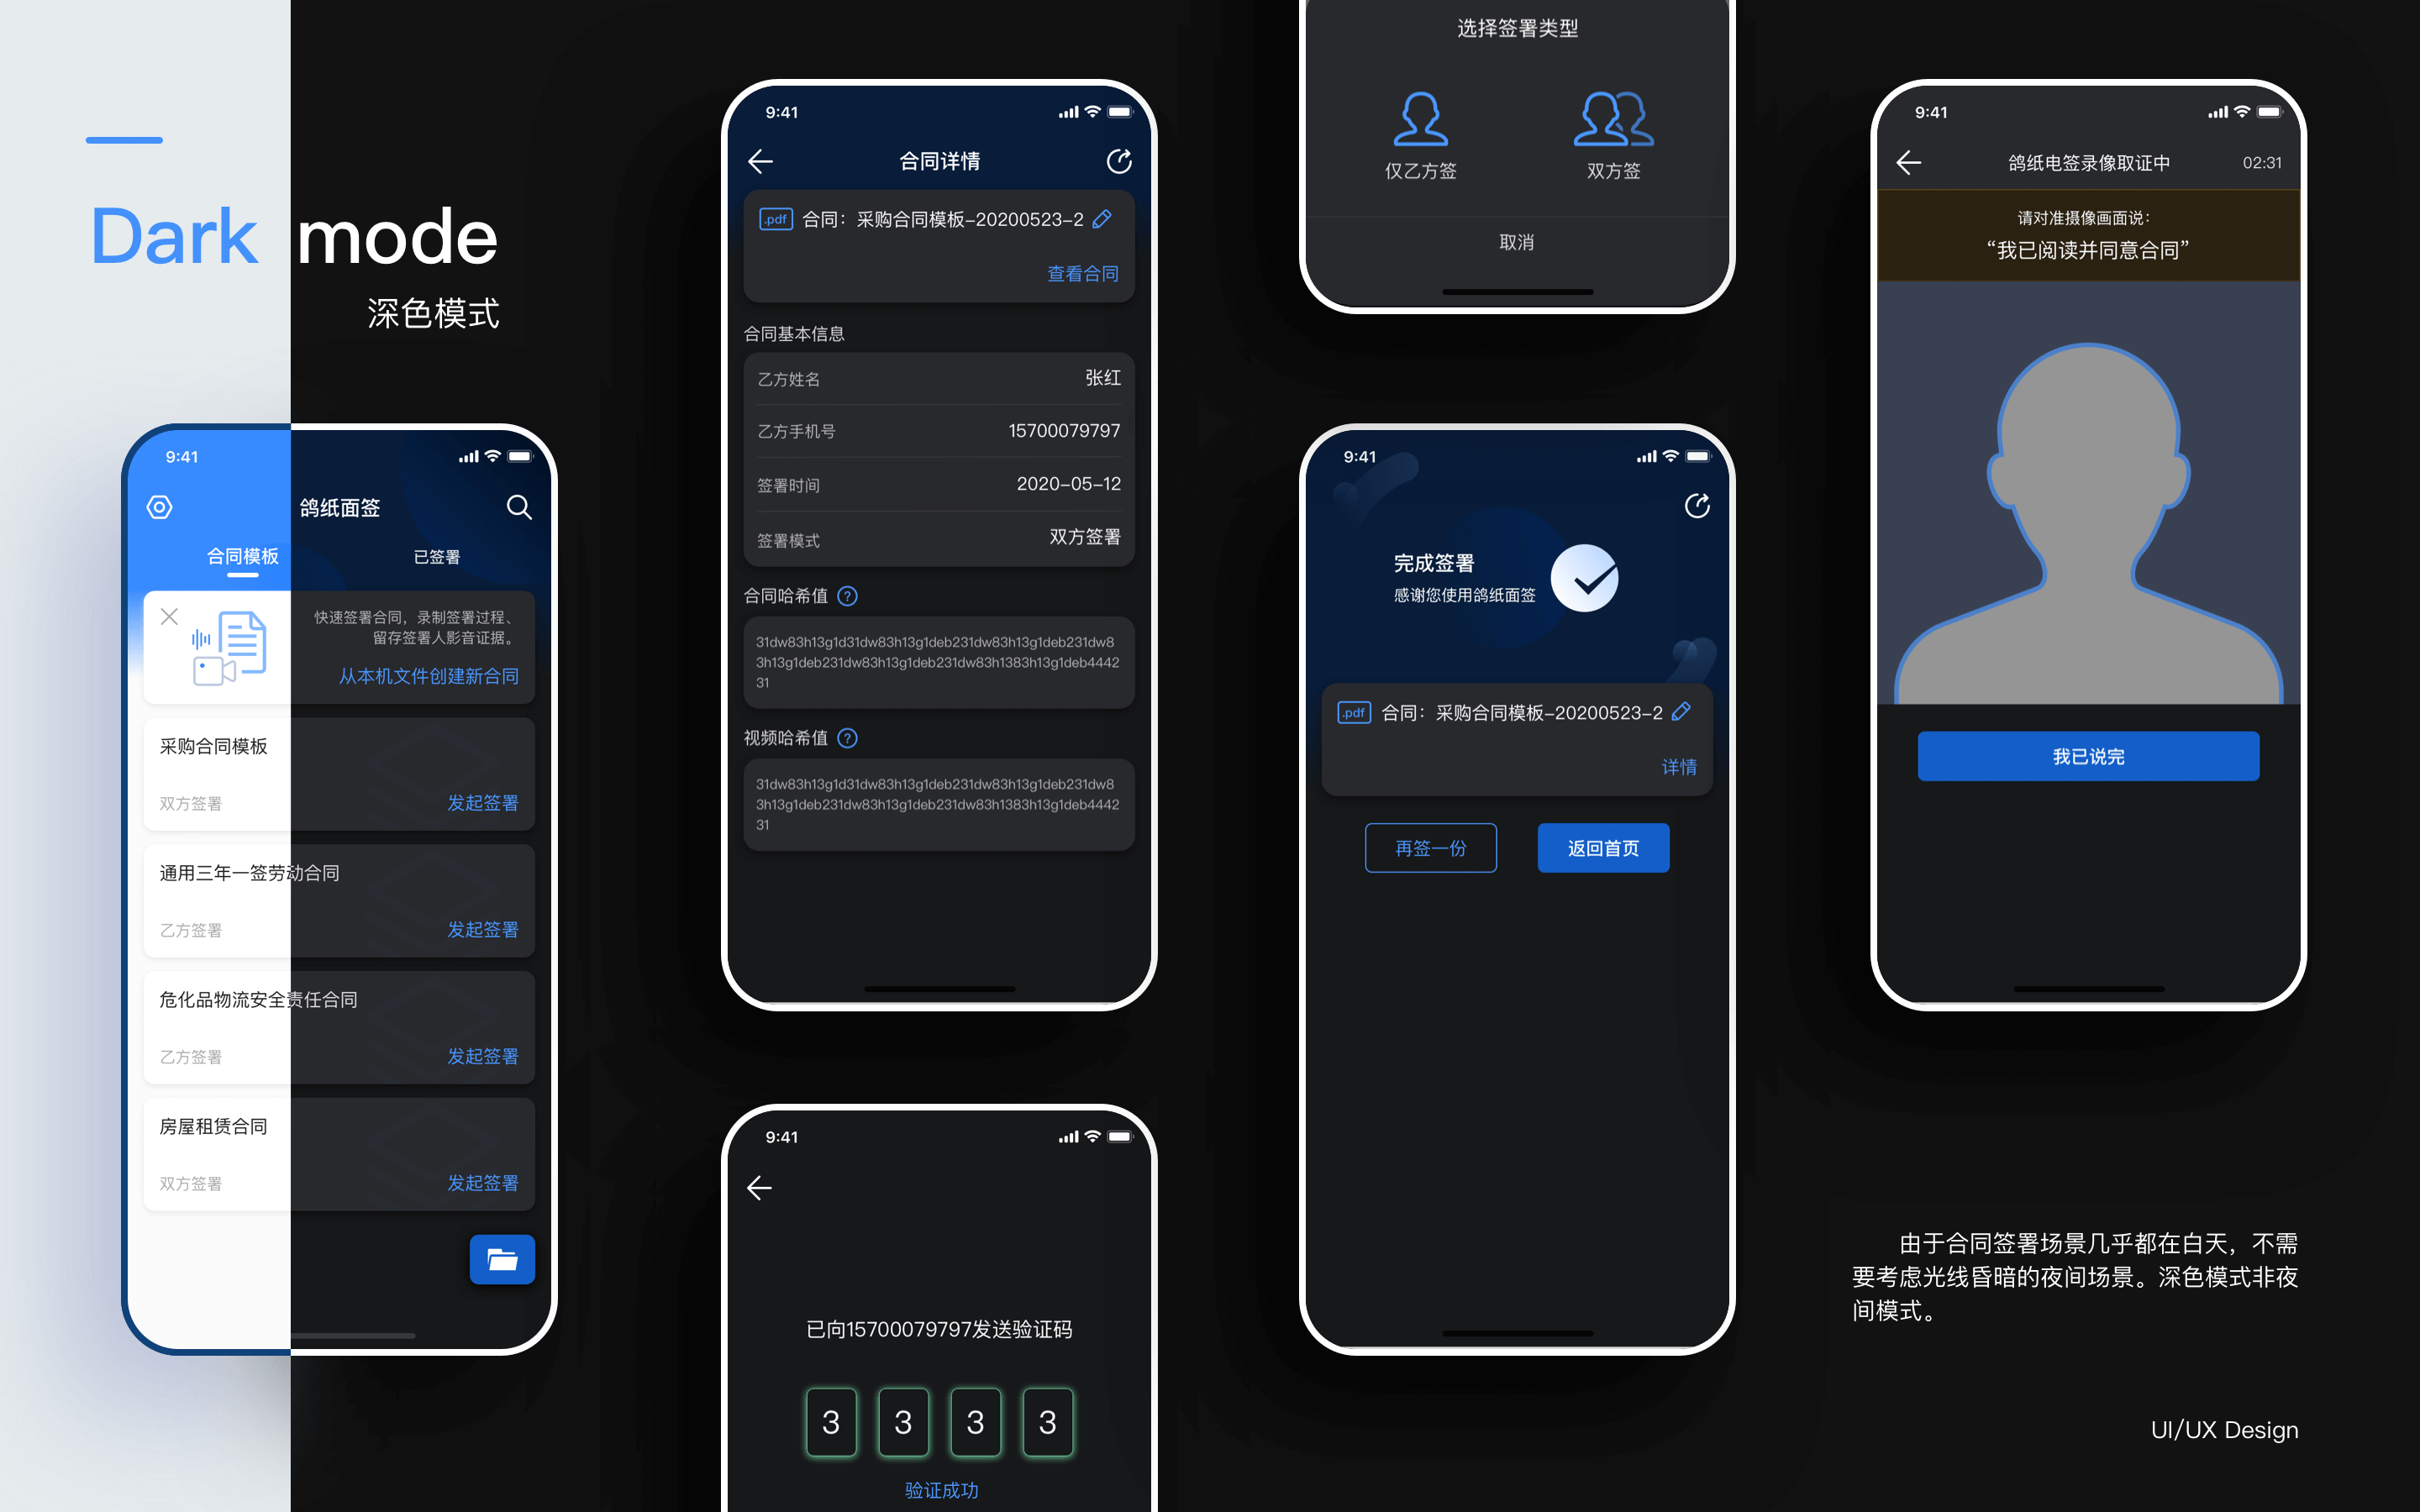 Dark mode
深色模式
9:41
鸽纸面签
合同模板
已签署
快速签署合同，录制签署过程、
留存签署人影音证据。
从本机文件创建新合同
采购合同模板
双方签署
发起签署
通用三年一签劳动合同
乙方签署
发起签署
危化品物流安全责任合同
乙方签署
发起签署
房屋租赁合同
双方签署
发起签署
9:41
合同详情
.pdf 合同：采购合同模板-20200523-2
查看合同
合同基本信息
乙方姓名 张红
乙方手机号 15700079797
签署时间 2020-05-12
签署模式 双方签署
合同哈希值 ?
31dw83h13g1d31dw83h13g1deb231dw83h13g1deb231dw8
3h13g1deb231dw83h13g1deb231dw83h1383h13g1deb4442
31
视频哈希值 ?
31dw83h13g1d31dw83h13g1deb231dw83h13g1deb231dw8
3h13g1deb231dw83h13g1deb231dw83h1383h13g1deb4442
31
9:41
已向15700079797发送验证码
3 3 3 3
验证成功
选择签署类型
仅乙方签
双方签
取消
9:41
完成签署
感谢您使用鸽纸面签
.pdf 合同：采购合同模板-20200523-2
详情
再签一份
返回首页
9:41
鸽纸电签录像取证中 02:31
请对准摄像画面说：
“我已阅读并同意合同”
我已说完
由于合同签署场景几乎都在白天，不需
要考虑光线昏暗的夜间场景。深色模式非夜
间模式。
UI/UX Design